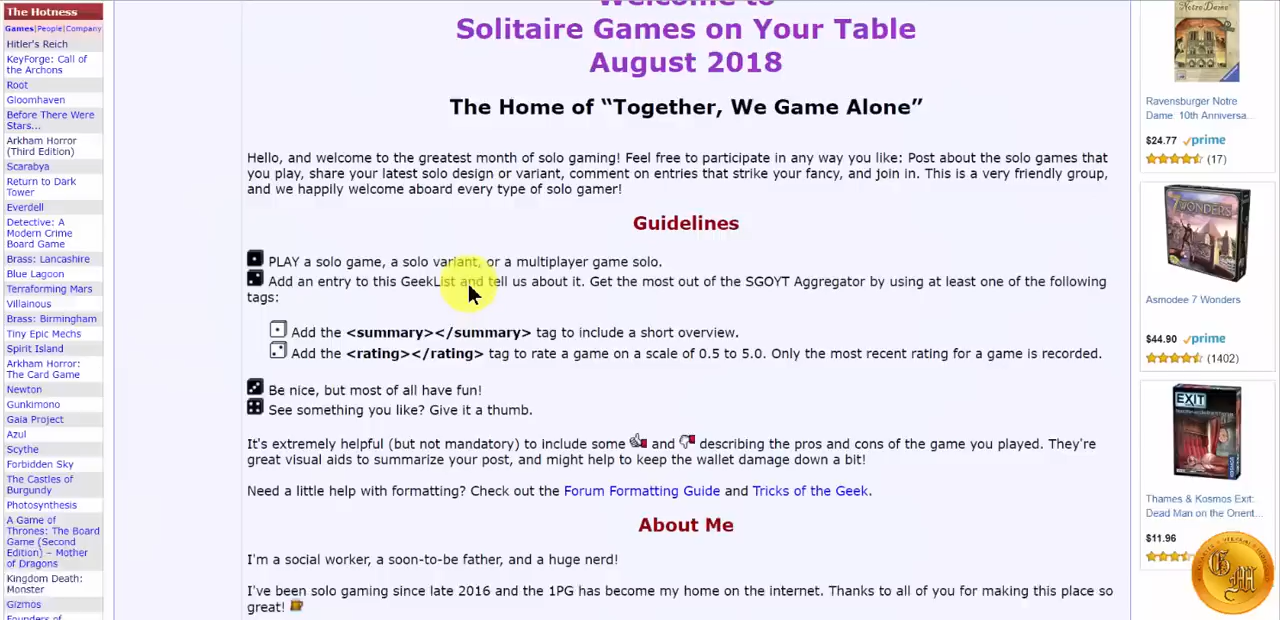 The Hotness
Games|People|Company
Hitler's Reich
KeyForge: Call of
the Archons
Root
Gloomhaven
Before There Were
Stars...
Arkham Horror
(Third Edition)
Scarabya
Return to Dark
Tower
Everdell
Detective: A
Modern Crime
Board Game
Brass: Lancashire
Blue Lagoon
Terraforming Mars
Villainous
Brass: Birmingham
Tiny Epic Mechs
Spirit Island
Arkham Horror:
The Card Game
Newton
Gunkimono
Gaia Project
Azul
Scythe
Forbidden Sky
The Castles of
Burgundy
Photosynthesis
A Game of
Thrones: The Board
Game (Second
Edition) – Mother
of Dragons
Kingdom Death:
Monster
Gizmos
Founders of
Welcome to
Solitaire Games on Your Table
August 2018
The Home of “Together, We Game Alone”
Hello, and welcome to the greatest month of solo gaming! Feel free to participate in any way you like: Post about the solo games that
you play, share your latest solo design or variant, comment on entries that strike your fancy, and join in. This is a very friendly group,
and we happily welcome aboard every type of solo gamer!
Guidelines
PLAY a solo game, a solo variant, or a multiplayer game solo.
Add an entry to this GeekList and tell us about it. Get the most out of the SGOYT Aggregator by using at least one of the following
tags:
Add the <summary></summary> tag to include a short overview.
Add the <rating></rating> tag to rate a game on a scale of 0.5 to 5.0. Only the most recent rating for a game is recorded.
Be nice, but most of all have fun!
See something you like? Give it a thumb.
It's extremely helpful (but not mandatory) to include some and describing the pros and cons of the game you played. They're
great visual aids to summarize your post, and might help to keep the wallet damage down a bit!
Need a little help with formatting? Check out the Forum Formatting Guide and Tricks of the Geek.
About Me
I'm a social worker, a soon-to-be father, and a huge nerd!
I've been solo gaming since late 2016 and the 1PG has become my home on the internet. Thanks to all of you for making this place so
great!
Notre Dame
Ravensburger Notre
Dame: 10th Anniversa...
$24.77 prime
(17)
7 WONDERS
Asmodee 7 Wonders
$44.90 prime
(1402)
EXIT
Thames & Kosmos Exit:
Dead Man on the Orient...
$11.96